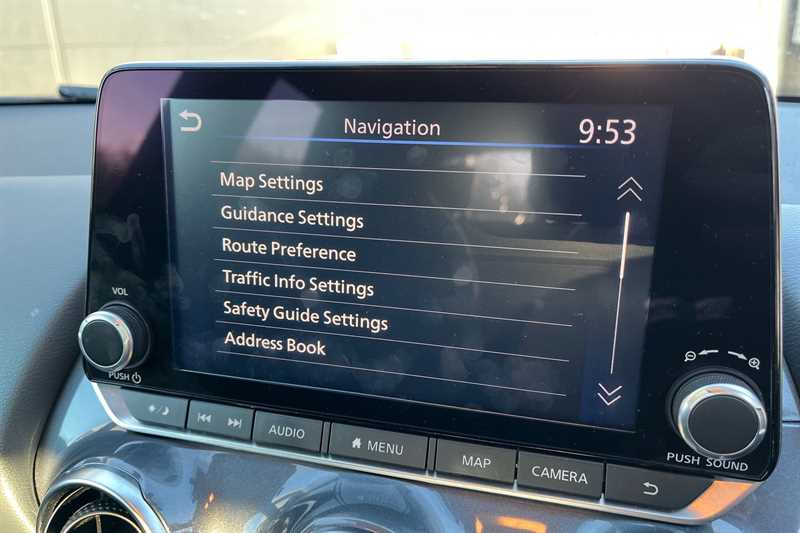 Navigation 9:53
Map Settings
Guidance Settings
Route Preference
Traffic Info Settings
Safety Guide Settings
Address Book
VOL
PUSH
AUDIO
MENU
MAP
CAMERA
PUSH SOUND